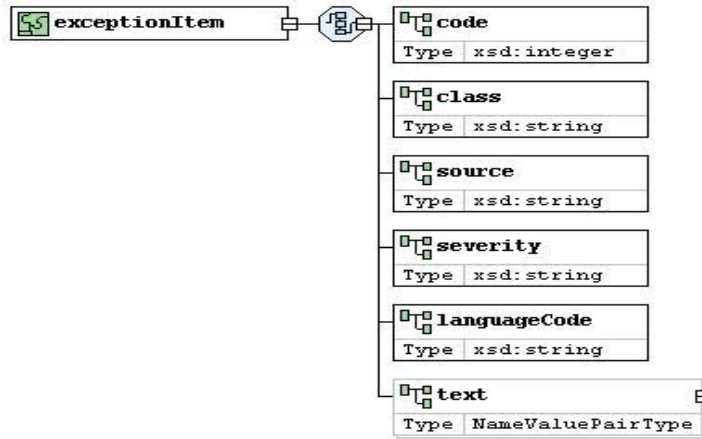 exceptionItem
code
Type xsd:integer
class
Type xsd:string
source
Type xsd:string
severity
Type xsd:string
languageCode
Type xsd:string
text
Type NameValuePairType